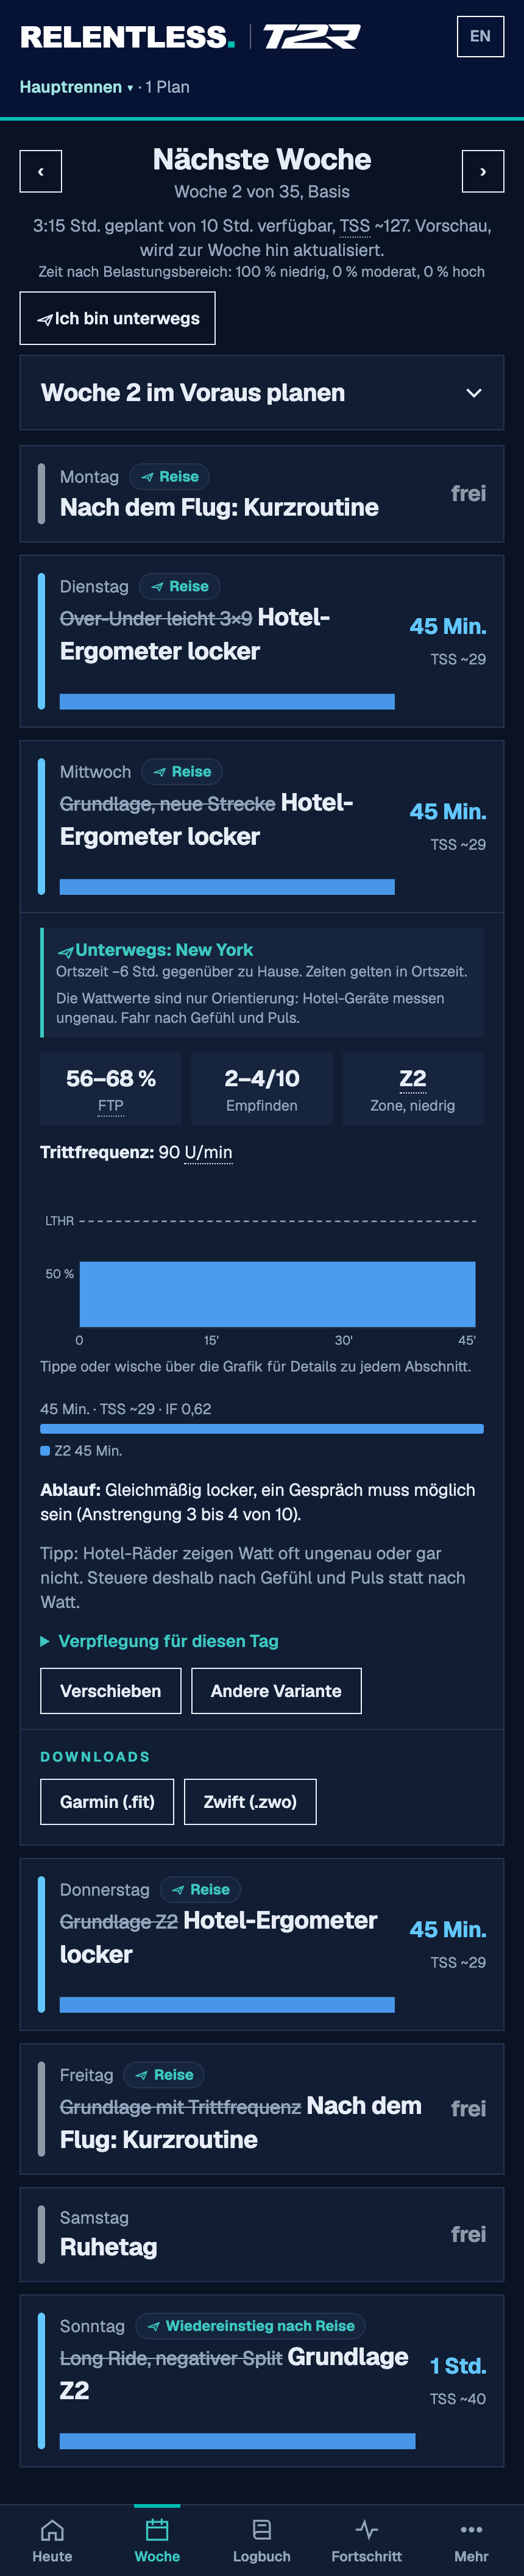 RELENTLESS. T2R
EN
Hauptrennen ▾ · 1 Plan
‹
Nächste Woche
›
Woche 2 von 35, Basis
3:15 Std. geplant von 10 Std. verfügbar, TSS ~127. Vorschau,
wird zur Woche hin aktualisiert.
Zeit nach Belastungsbereich: 100 % niedrig, 0 % moderat, 0 % hoch
Ich bin unterwegs
Woche 2 im Voraus planen
Montag Reise
Nach dem Flug: Kurzroutine
frei
Dienstag Reise
Over-Under leicht 3×9 Hotel-
Ergometer locker
45 Min.
TSS ~29
Mittwoch Reise
Grundlage, neue Strecke Hotel-
Ergometer locker
45 Min.
TSS ~29
Unterwegs: New York
Ortszeit −6 Std. gegenüber zu Hause. Zeiten gelten in Ortszeit.
Die Wattwerte sind nur Orientierung: Hotel-Geräte messen
ungenau. Fahr nach Gefühl und Puls.
56–68 %
FTP
2–4/10
Empfinden
Z2
Zone, niedrig
Trittfrequenz: 90 U/min
LTHR
50 %
0 15' 30' 45'
Tippe oder wische über die Grafik für Details zu jedem Abschnitt.
45 Min. · TSS ~29 · IF 0,62
Z2 45 Min.
Ablauf: Gleichmäßig locker, ein Gespräch muss möglich
sein (Anstrengung 3 bis 4 von 10).
Tipp: Hotel-Räder zeigen Watt oft ungenau oder gar
nicht. Steuere deshalb nach Gefühl und Puls statt nach
Watt.
▶ Verpflegung für diesen Tag
Verschieben
Andere Variante
DOWNLOADS
Garmin (.fit)
Zwift (.zwo)
Donnerstag Reise
Grundlage Z2 Hotel-Ergometer
locker
45 Min.
TSS ~29
Freitag Reise
Grundlage mit Trittfrequenz Nach dem
Flug: Kurzroutine
frei
Samstag
Ruhetag
frei
Sonntag Wiedereinstieg nach Reise
Long Ride, negativer Split Grundlage
Z2
1 Std.
TSS ~40
Heute
Woche
Logbuch
Fortschritt
Mehr